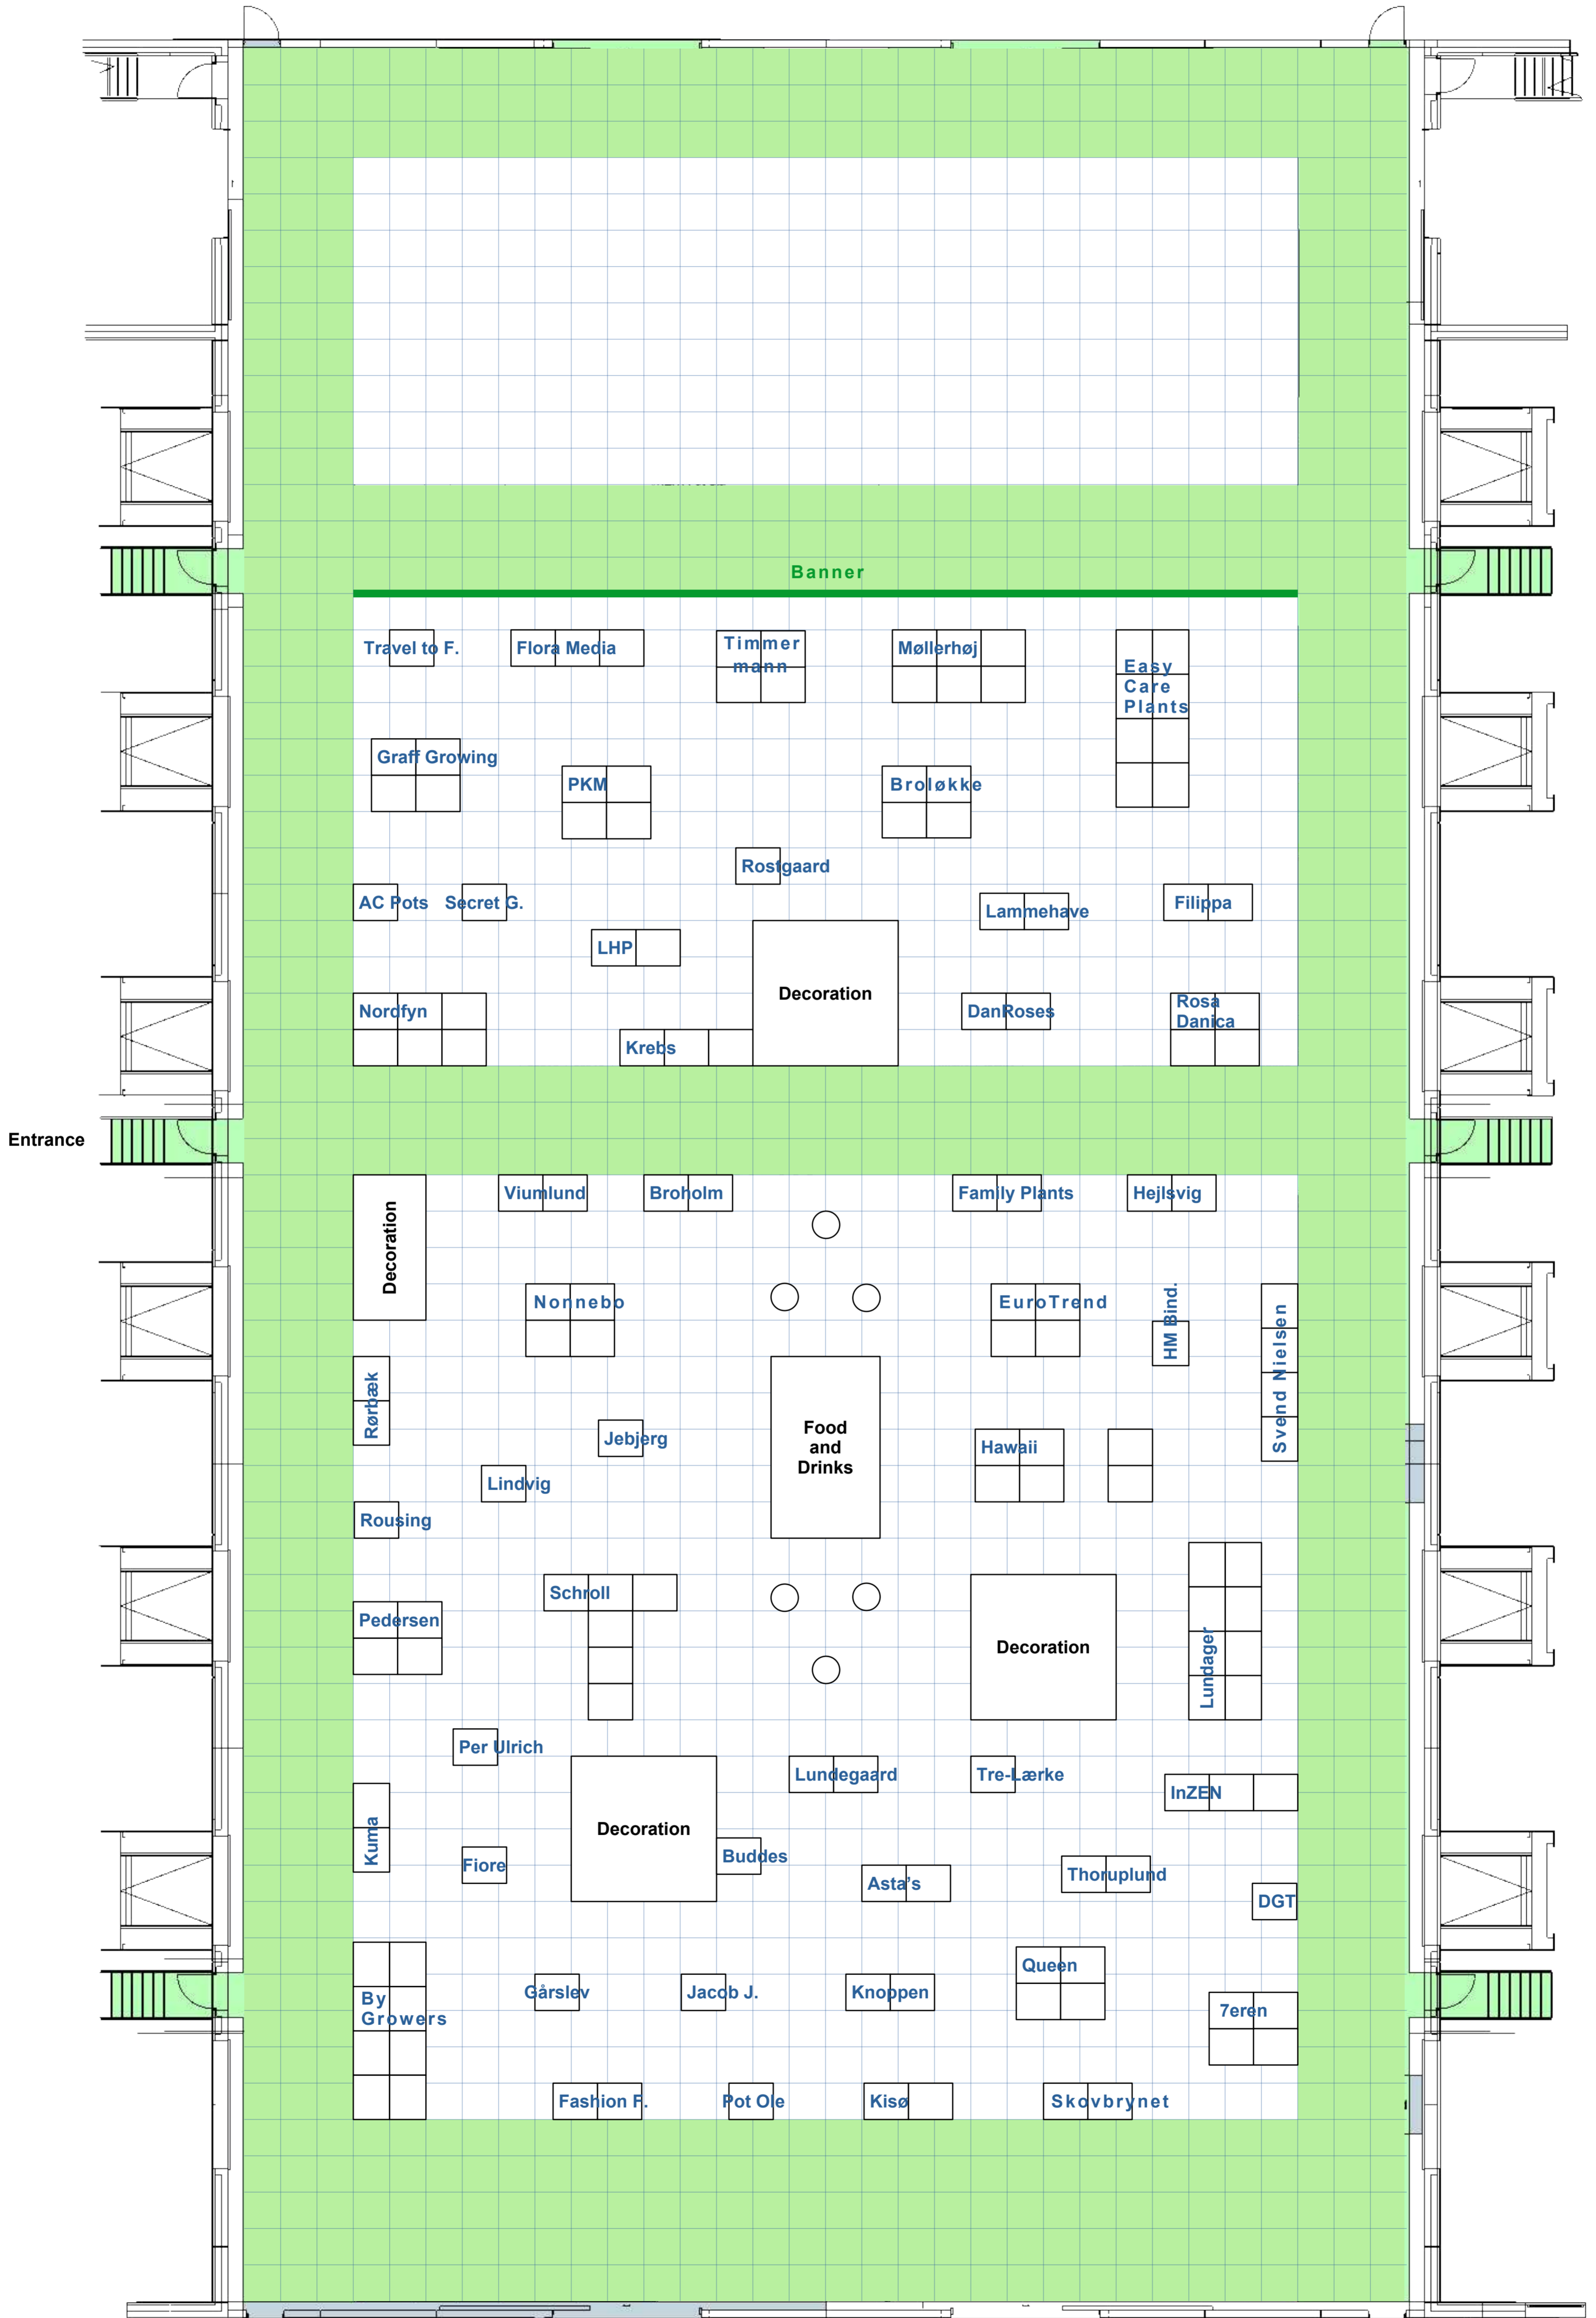 Banner
Travel to F.
Flora Media
Timmer
mann
Møllerhøj
Easy
Care
Plants
Graff Growing
PKM
Broløkke
Rostgaard
AC Pots
Secret G.
Lammehave
Filippa
LHP
Decoration
Nordfyn
DanRoses
Rosa
Danica
Krebs
Entrance
Viumlund
Broholm
Family Plants
Hejlsvig
Decoration
Nonnebo
EuroTrend
HM Bind.
Svend Nielsen
Rørbæk
Jebjerg
Food
and
Drinks
Hawaii
Lindvig
Rousing
Schroll
Pedersen
Decoration
Lundager
Per Ulrich
Lundegaard
Tre-Lærke
InZEN
Kuma
Decoration
Buddes
Fiore
Asta's
Thoruplund
DGT
Queen
By
Growers
Gårslev
Jacob J.
Knoppen
7eren
Fashion F.
Pot Ole
Kisø
Skovbrynet